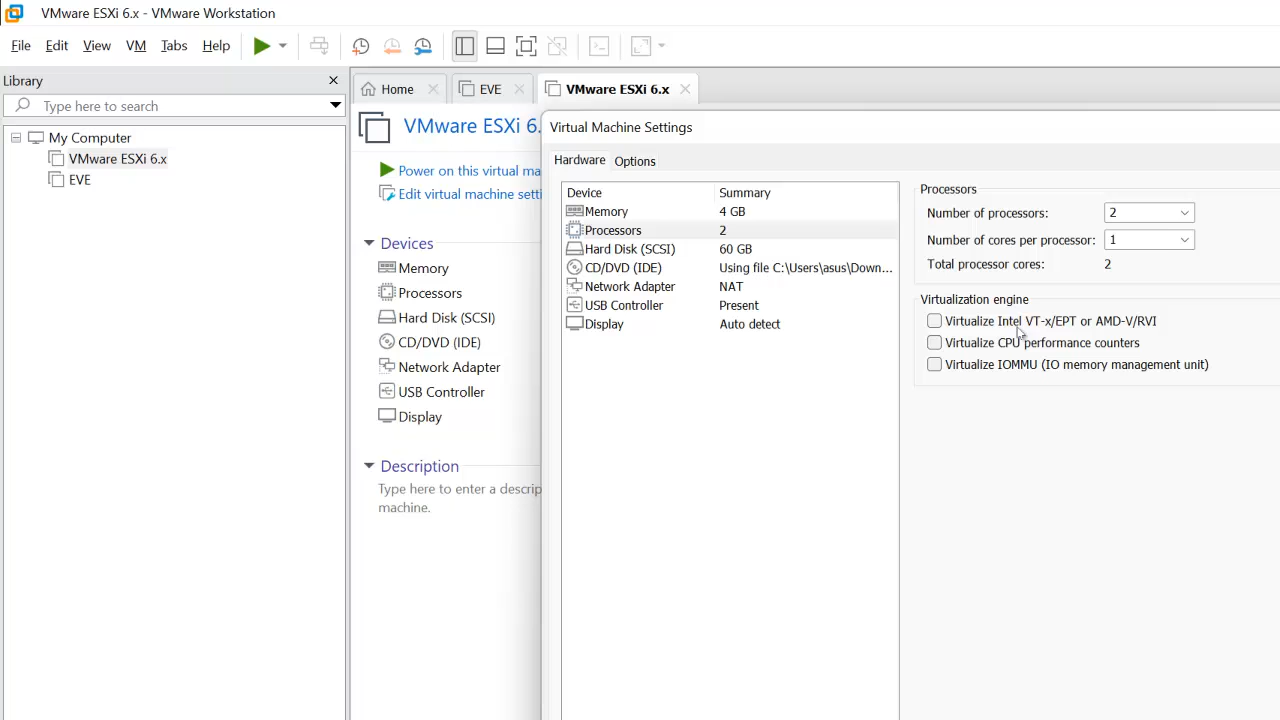 VMware ESXi 6.x - VMware Workstation
File Edit View VM Tabs Help
Library
Type here to search
My Computer
VMware ESXi 6.x
EVE
Home EVE VMware ESXi 6.x
VMware ESXi 6.
Power on this virtual ma
Edit virtual machine setti
Devices
Memory
Processors
Hard Disk (SCSI)
CD/DVD (IDE)
Network Adapter
USB Controller
Display
Description
Type here to enter a descrip
machine.
Virtual Machine Settings
Hardware Options
Device Summary
Memory 4 GB
Processors 2
Hard Disk (SCSI) 60 GB
CD/DVD (IDE) Using file C:\Users\asus\Down...
Network Adapter NAT
USB Controller Present
Display Auto detect
Processors
Number of processors: 2
Number of cores per processor: 1
Total processor cores: 2
Virtualization engine
Virtualize Intel VT-x/EPT or AMD-V/RVI
Virtualize CPU performance counters
Virtualize IOMMU (IO memory management unit)